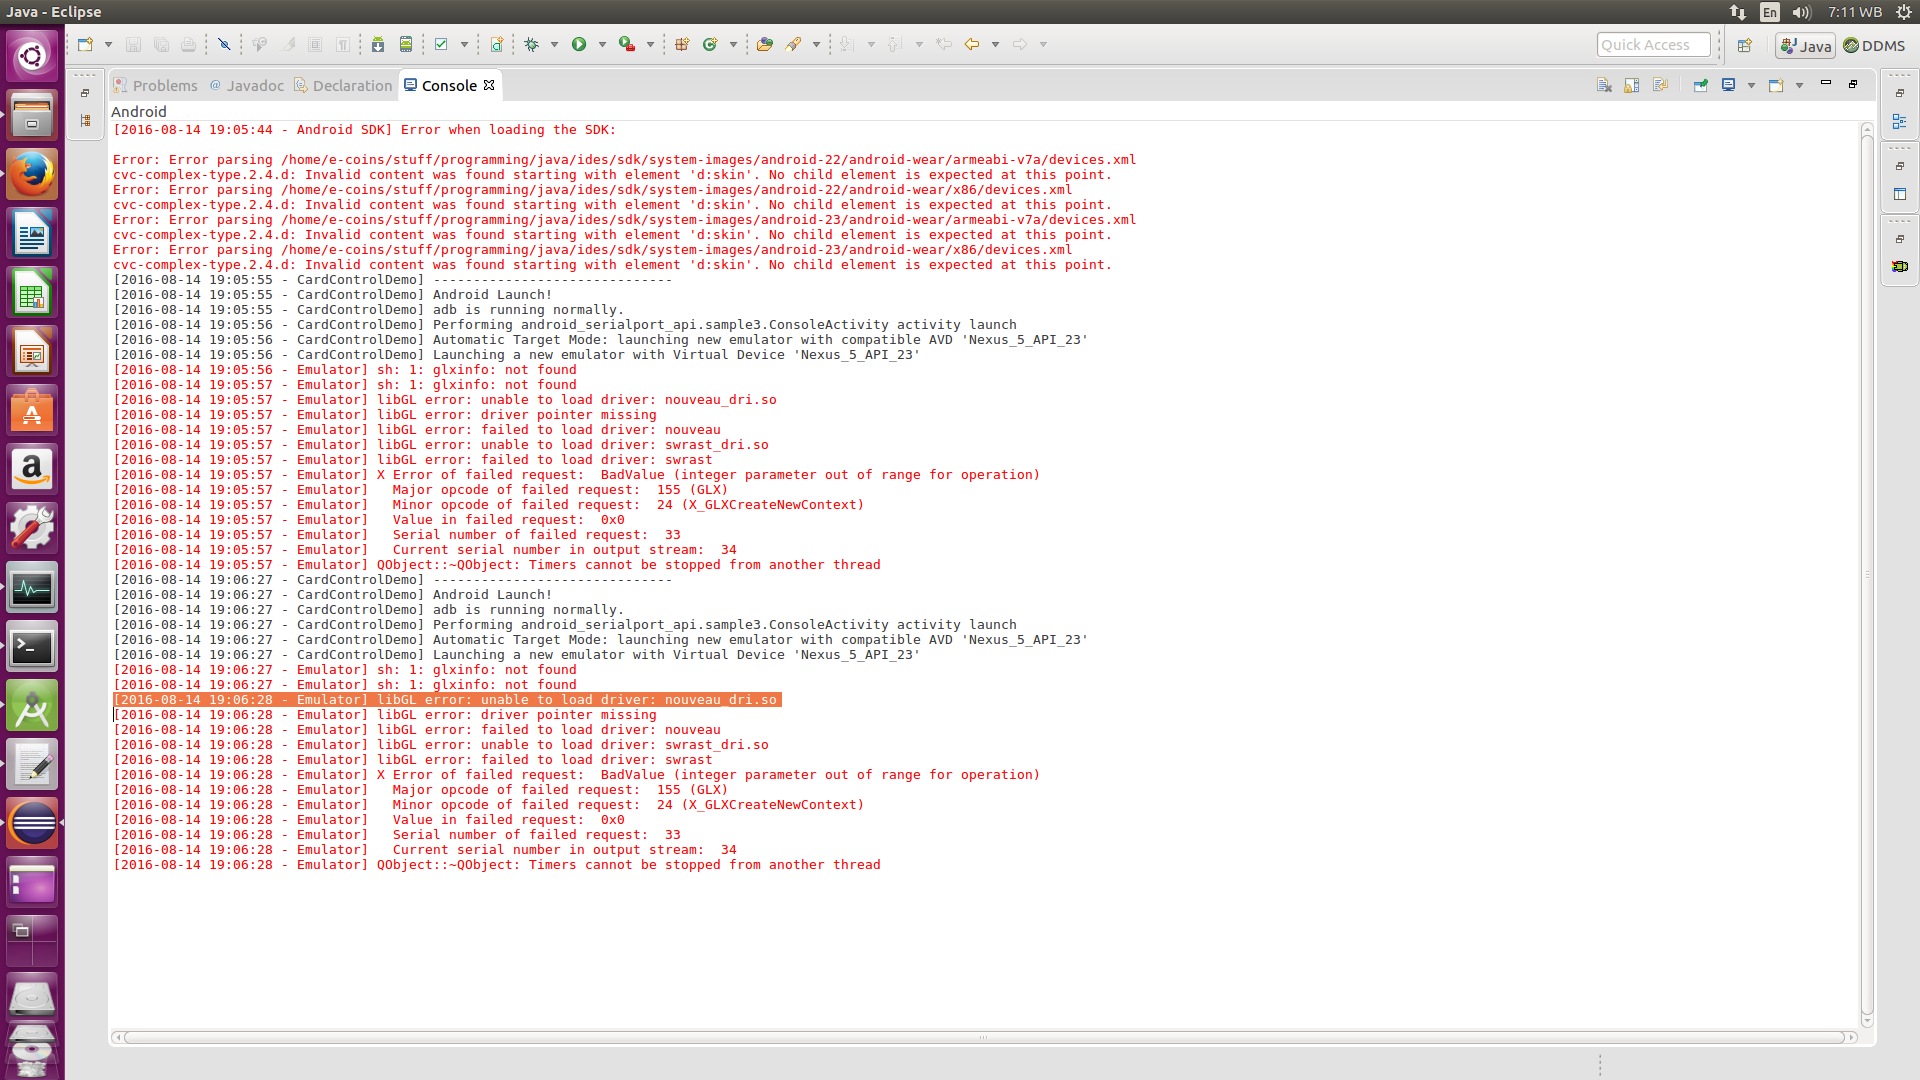 Java - Eclipse
En
7:11 WB
Quick Access
Java
DDMS
Problems
@ Javadoc
Declaration
Console
Android
[2016-08-14 19:05:44 - Android SDK] Error when loading the SDK:
Error: Error parsing /home/e-coins/stuff/programming/java/ides/sdk/system-images/android-22/android-wear/armeabi-v7a/devices.xml
cvc-complex-type.2.4.d: Invalid content was found starting with element 'd:skin'. No child element is expected at this point.
Error: Error parsing /home/e-coins/stuff/programming/java/ides/sdk/system-images/android-22/android-wear/x86/devices.xml
cvc-complex-type.2.4.d: Invalid content was found starting with element 'd:skin'. No child element is expected at this point.
Error: Error parsing /home/e-coins/stuff/programming/java/ides/sdk/system-images/android-23/android-wear/armeabi-v7a/devices.xml
cvc-complex-type.2.4.d: Invalid content was found starting with element 'd:skin'. No child element is expected at this point.
Error: Error parsing /home/e-coins/stuff/programming/java/ides/sdk/system-images/android-23/android-wear/x86/devices.xml
cvc-complex-type.2.4.d: Invalid content was found starting with element 'd:skin'. No child element is expected at this point.
[2016-08-14 19:05:55 - CardControlDemo] ------------------------------
[2016-08-14 19:05:55 - CardControlDemo] Android Launch!
[2016-08-14 19:05:55 - CardControlDemo] adb is running normally.
[2016-08-14 19:05:56 - CardControlDemo] Performing android_serialport_api.sample3.ConsoleActivity activity launch
[2016-08-14 19:05:56 - CardControlDemo] Automatic Target Mode: launching new emulator with compatible AVD 'Nexus_5_API_23'
[2016-08-14 19:05:56 - CardControlDemo] Launching a new emulator with Virtual Device 'Nexus_5_API_23'
[2016-08-14 19:05:56 - Emulator] sh: 1: glxinfo: not found
[2016-08-14 19:05:57 - Emulator] sh: 1: glxinfo: not found
[2016-08-14 19:05:57 - Emulator] libGL error: unable to load driver: nouveau_dri.so
[2016-08-14 19:05:57 - Emulator] libGL error: driver pointer missing
[2016-08-14 19:05:57 - Emulator] libGL error: failed to load driver: nouveau
[2016-08-14 19:05:57 - Emulator] libGL error: unable to load driver: swrast_dri.so
[2016-08-14 19:05:57 - Emulator] libGL error: failed to load driver: swrast
[2016-08-14 19:05:57 - Emulator] X Error of failed request:  BadValue (integer parameter out of range for operation)
[2016-08-14 19:05:57 - Emulator]   Major opcode of failed request:  155 (GLX)
[2016-08-14 19:05:57 - Emulator]   Minor opcode of failed request:  24 (X_GLXCreateNewContext)
[2016-08-14 19:05:57 - Emulator]   Value in failed request:  0x0
[2016-08-14 19:05:57 - Emulator]   Serial number of failed request:  33
[2016-08-14 19:05:57 - Emulator]   Current serial number in output stream:  34
[2016-08-14 19:05:57 - Emulator] QObject::~QObject: Timers cannot be stopped from another thread
[2016-08-14 19:06:27 - CardControlDemo] ------------------------------
[2016-08-14 19:06:27 - CardControlDemo] Android Launch!
[2016-08-14 19:06:27 - CardControlDemo] adb is running normally.
[2016-08-14 19:06:27 - CardControlDemo] Performing android_serialport_api.sample3.ConsoleActivity activity launch
[2016-08-14 19:06:27 - CardControlDemo] Automatic Target Mode: launching new emulator with compatible AVD 'Nexus_5_API_23'
[2016-08-14 19:06:27 - CardControlDemo] Launching a new emulator with Virtual Device 'Nexus_5_API_23'
[2016-08-14 19:06:27 - Emulator] sh: 1: glxinfo: not found
[2016-08-14 19:06:27 - Emulator] sh: 1: glxinfo: not found
[2016-08-14 19:06:28 - Emulator] libGL error: unable to load driver: nouveau_dri.so
[2016-08-14 19:06:28 - Emulator] libGL error: driver pointer missing
[2016-08-14 19:06:28 - Emulator] libGL error: failed to load driver: nouveau
[2016-08-14 19:06:28 - Emulator] libGL error: unable to load driver: swrast_dri.so
[2016-08-14 19:06:28 - Emulator] libGL error: failed to load driver: swrast
[2016-08-14 19:06:28 - Emulator] X Error of failed request:  BadValue (integer parameter out of range for operation)
[2016-08-14 19:06:28 - Emulator]   Major opcode of failed request:  155 (GLX)
[2016-08-14 19:06:28 - Emulator]   Minor opcode of failed request:  24 (X_GLXCreateNewContext)
[2016-08-14 19:06:28 - Emulator]   Value in failed request:  0x0
[2016-08-14 19:06:28 - Emulator]   Serial number of failed request:  33
[2016-08-14 19:06:28 - Emulator]   Current serial number in output stream:  34
[2016-08-14 19:06:28 - Emulator] QObject::~QObject: Timers cannot be stopped from another thread